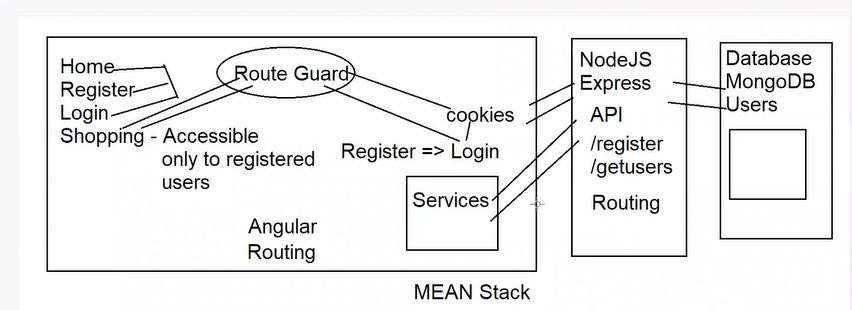 Home
Register
Login
Shopping - Accessible
only to registered
users
Route Guard
cookies
Register => Login
Services
Angular
Routing
NodeJS
Express
API
/register
/getusers
Routing
Database
MongoDB
Users
MEAN Stack